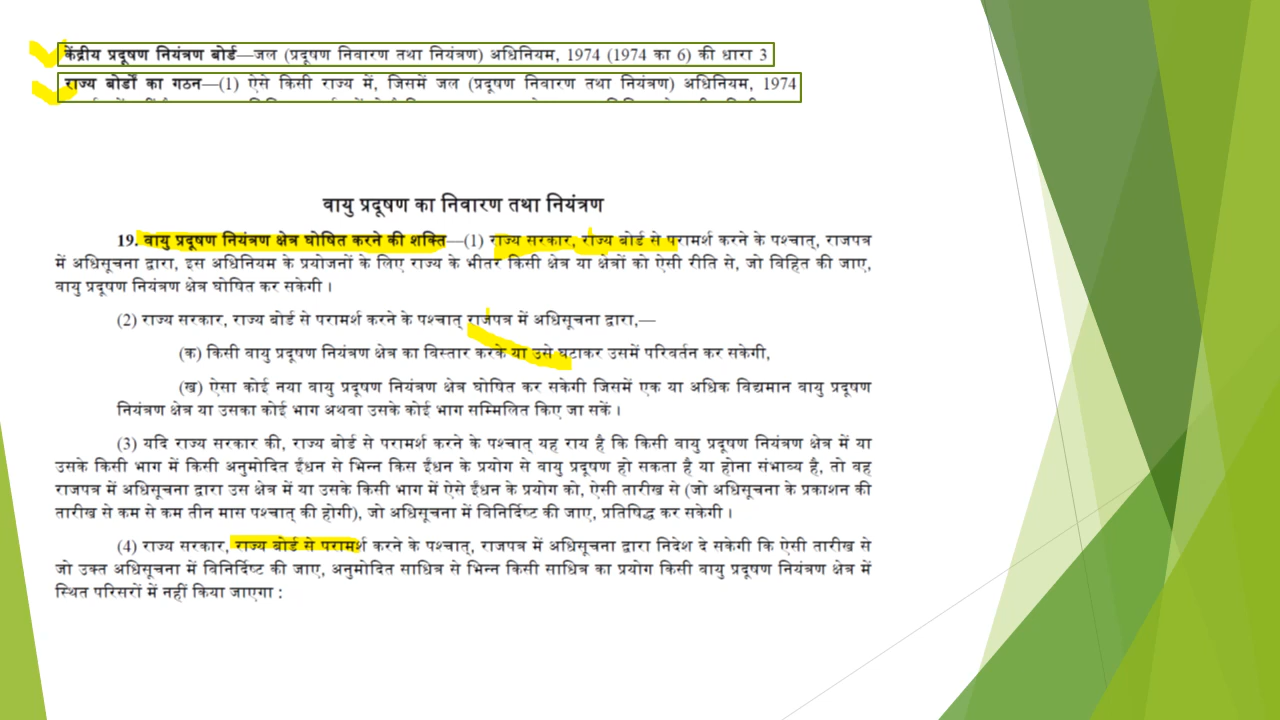 केंद्रीय प्रदूषण नियंत्रण बोर्ड—जल (प्रदूषण निवारण तथा नियंत्रण) अधिनियम, 1974 (1974 का 6) की धारा 3
राज्य बोर्डों का गठन—(1) ऐसे किसी राज्य में, जिसमें जल (प्रदूषण निवारण तथा नियंत्रण) अधिनियम, 1974
वायु प्रदूषण का निवारण तथा नियंत्रण
19. वायु प्रदूषण नियंत्रण क्षेत्र घोषित करने की शक्ति—(1) राज्य सरकार, राज्य बोर्ड से परामर्श करने के पश्चात्, राजपत्र
में अधिसूचना द्वारा, इस अधिनियम के प्रयोजनों के लिए राज्य के भीतर किसी क्षेत्र या क्षेत्रों को ऐसी रीति से, जो विहित की जाए,
वायु प्रदूषण नियंत्रण क्षेत्र घोषित कर सकेगी ।
(2) राज्य सरकार, राज्य बोर्ड से परामर्श करने के पश्चात् राजपत्र में अधिसूचना द्वारा,—
(क) किसी वायु प्रदूषण नियंत्रण क्षेत्र का विस्तार करके या उसे घटाकर उसमें परिवर्तन कर सकेगी,
(ख) ऐसा कोई नया वायु प्रदूषण नियंत्रण क्षेत्र घोषित कर सकेगी जिसमें एक या अधिक विद्यमान वायु प्रदूषण
नियंत्रण क्षेत्र या उसका कोई भाग अथवा उसके कोई भाग सम्मिलित किए जा सकें ।
(3) यदि राज्य सरकार की, राज्य बोर्ड से परामर्श करने के पश्चात् यह राय है कि किसी वायु प्रदूषण नियंत्रण क्षेत्र में या
उसके किसी भाग में किसी अनुमोदित ईंधन से भिन्न किस ईंधन के प्रयोग से वायु प्रदूषण हो सकता है या होना संभाव्य है, तो वह
राजपत्र में अधिसूचना द्वारा उस क्षेत्र में या उसके किसी भाग में ऐसे ईंधन के प्रयोग को, ऐसी तारीख से (जो अधिसूचना के प्रकाशन की
तारीख से कम से कम तीन मास पश्चात् की होगी), जो अधिसूचना में विनिर्दिष्ट की जाए, प्रतिषिद्ध कर सकेगी ।
(4) राज्य सरकार, राज्य बोर्ड से परामर्श करने के पश्चात्, राजपत्र में अधिसूचना द्वारा निदेश दे सकेगी कि ऐसी तारीख से
जो उक्त अधिसूचना में विनिर्दिष्ट की जाए, अनुमोदित साधित्र से भिन्न किसी साधित्र का प्रयोग किसी वायु प्रदूषण नियंत्रण क्षेत्र में
स्थित परिसरों में नहीं किया जाएगा :